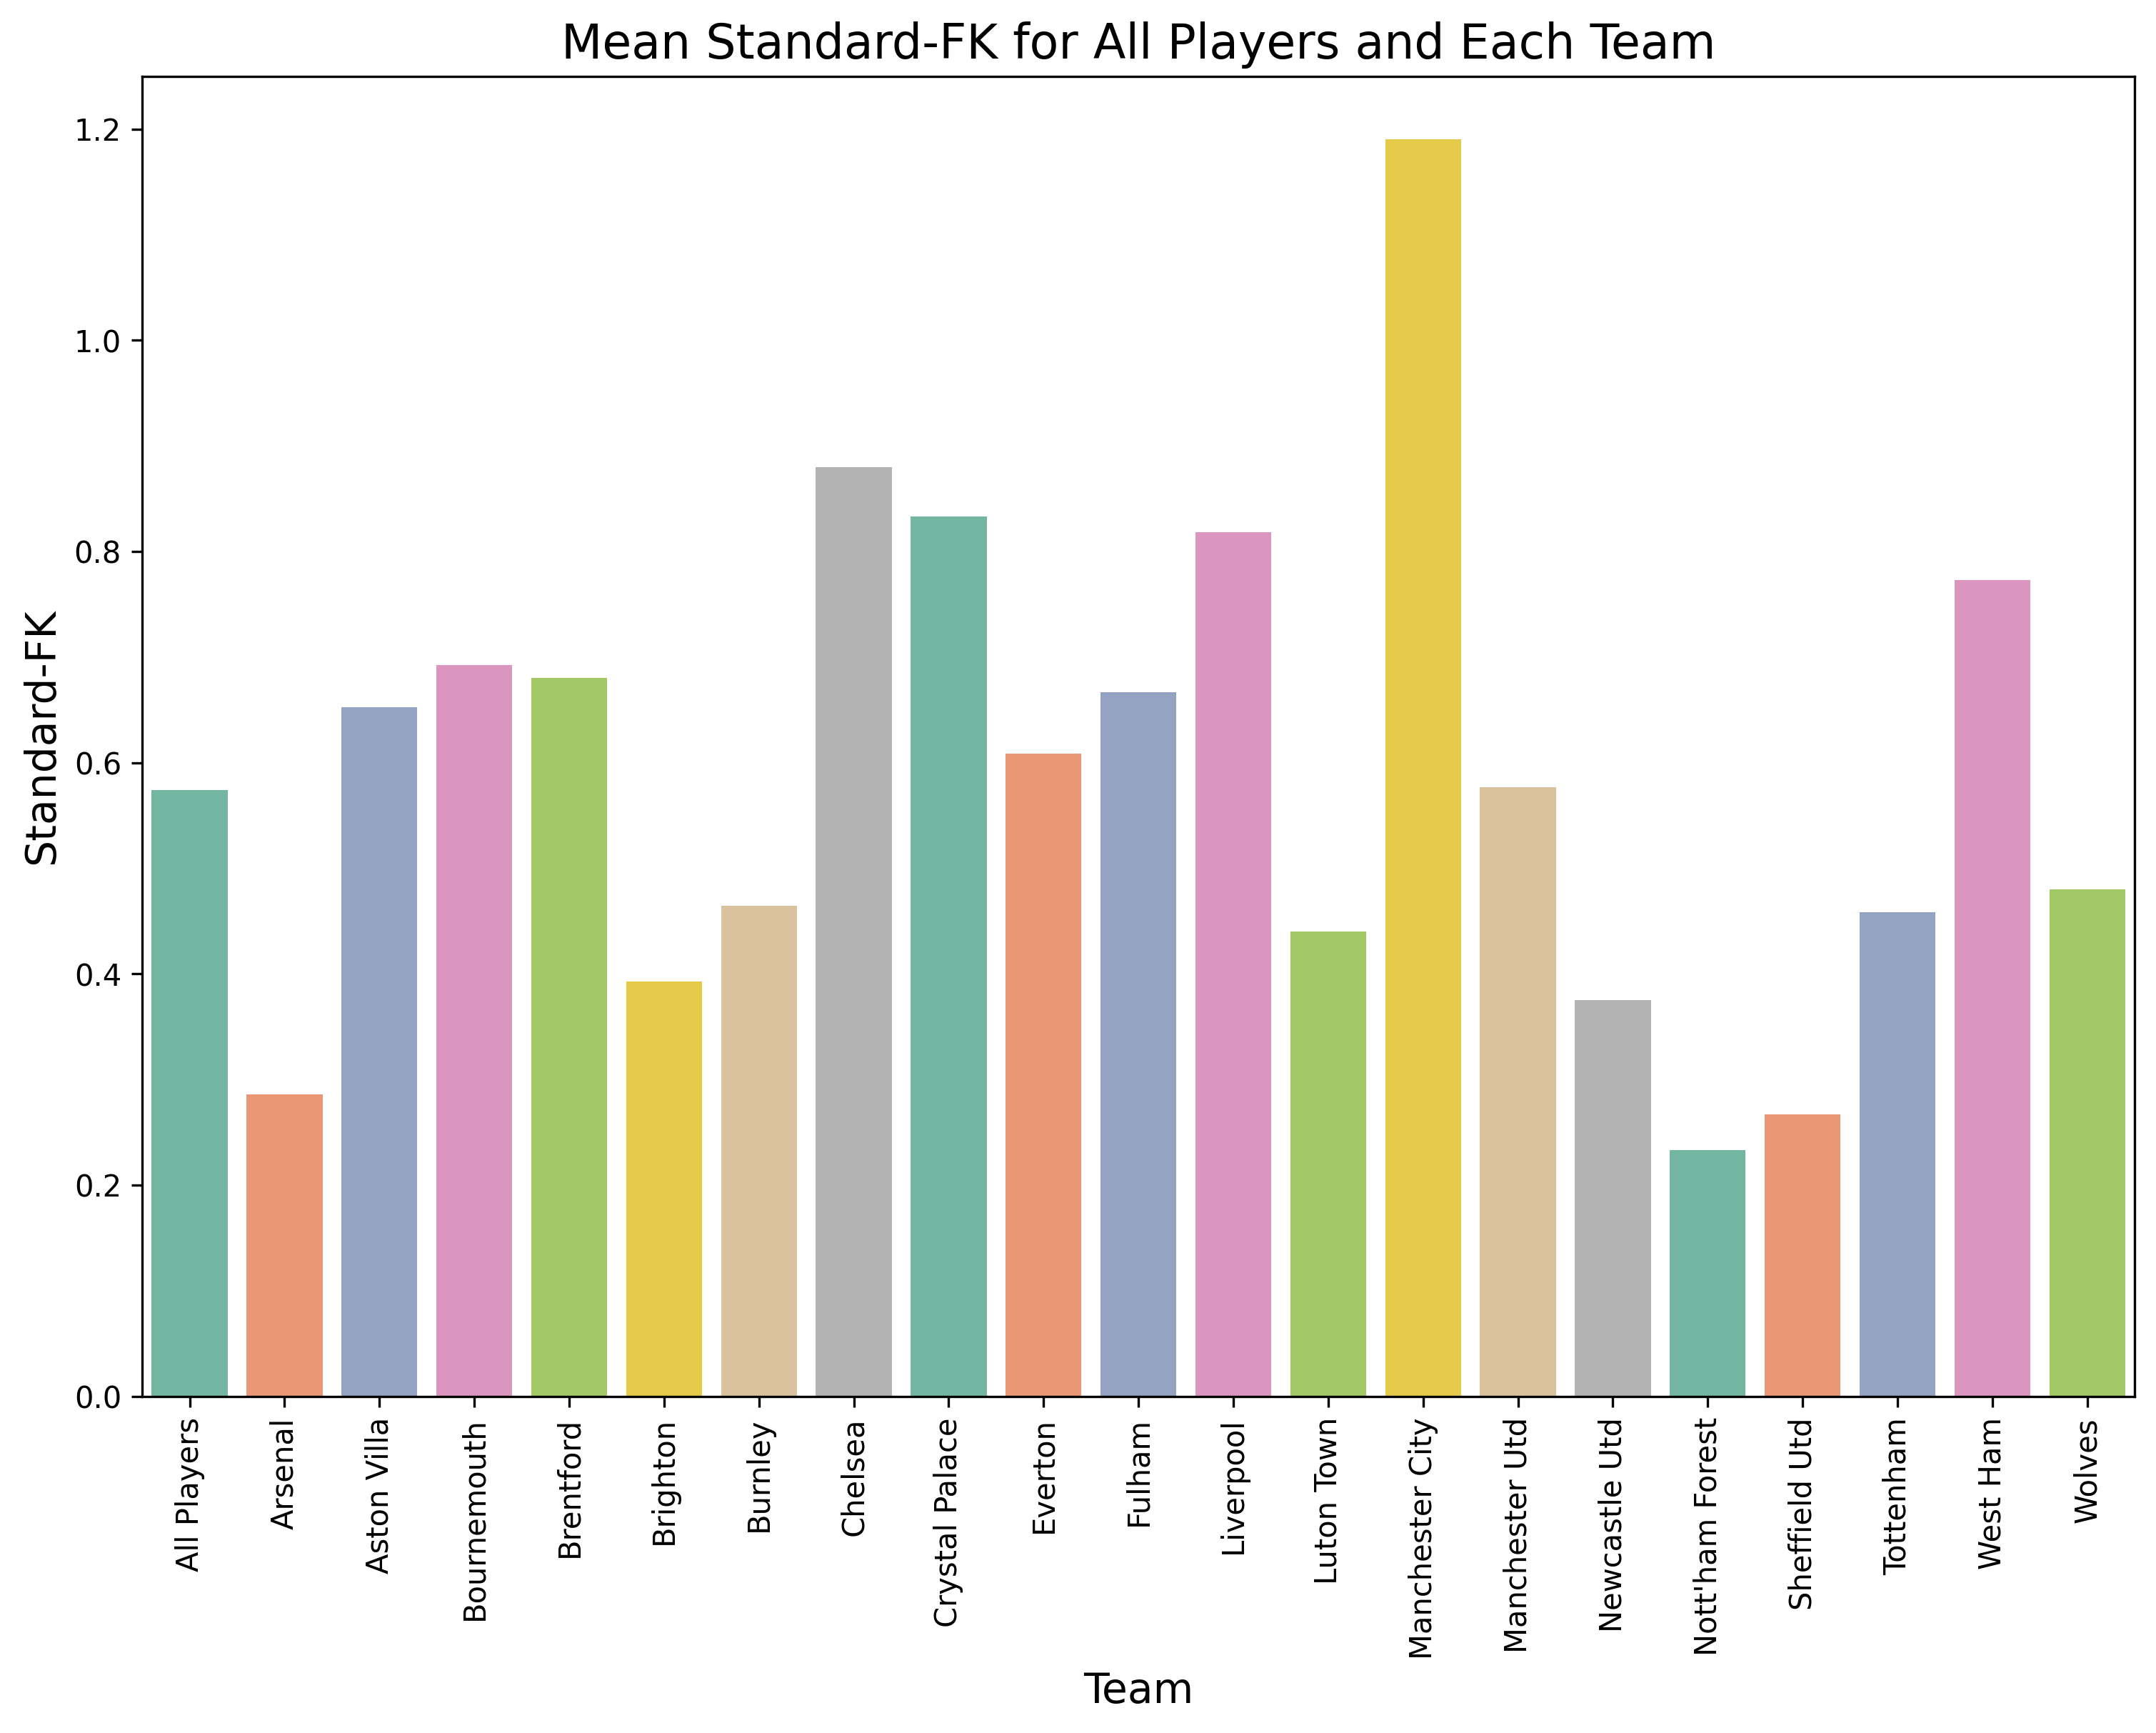 Mean Standard-FK for All Players and Each Team
Standard-FK
1.2
1.0
0.8
0.6
0.4
0.2
0.0
All Players
Arsenal
Aston Villa
Bournemouth
Brentford
Brighton
Burnley
Chelsea
Crystal Palace
Everton
Fulham
Liverpool
Luton Town
Manchester City
Manchester Utd
Newcastle Utd
Nott'ham Forest
Sheffield Utd
Tottenham
West Ham
Wolves
Team